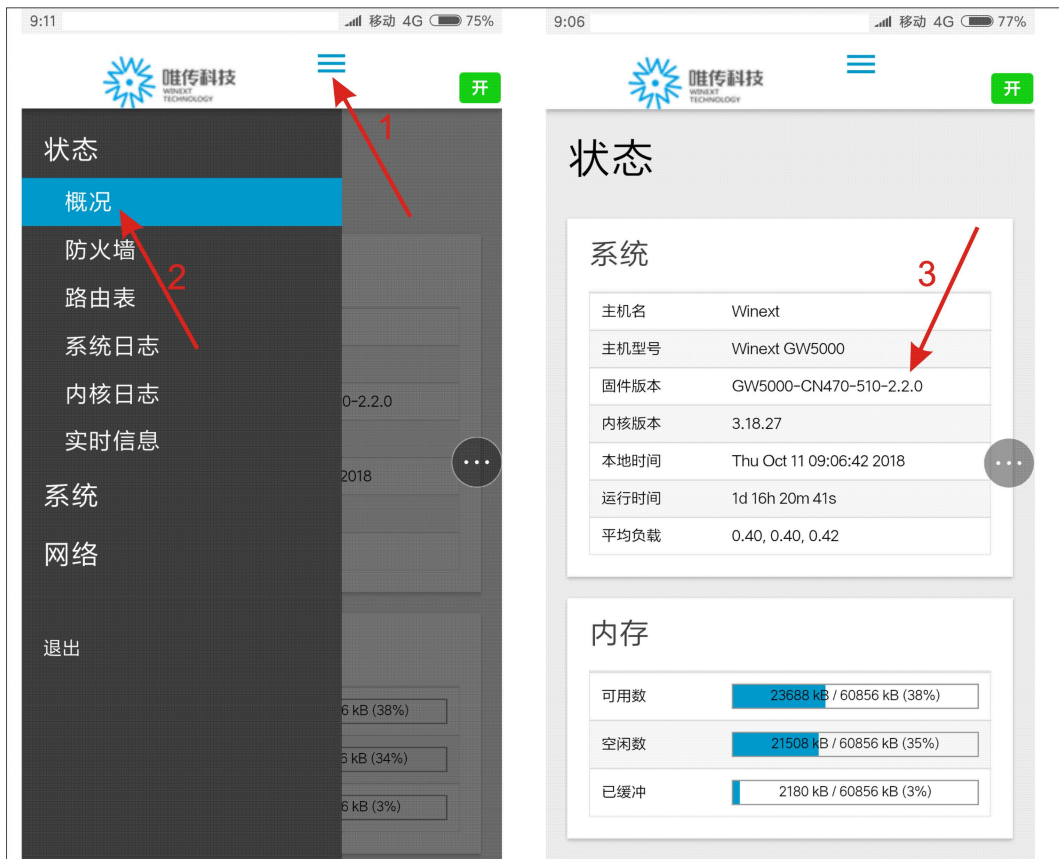 9:11 移动 4G 75%
唯传科技
WINEXT
TECHNOLOGY
开
1
状态
概况
防火墙
2
路由表
系统日志
内核日志
0-2.2.0
实时信息
2018
系统
网络
退出
6 kB (38%)
6 kB (34%)
6 kB (3%)
9:06 移动 4G 77%
唯传科技
WINEXT
TECHNOLOGY
开
状态
系统
3
主机名 Winext
主机型号 Winext GW5000
固件版本 GW5000-CN470-510-2.2.0
内核版本 3.18.27
本地时间 Thu Oct 11 09:06:42 2018
运行时间 1d 16h 20m 41s
平均负载 0.40, 0.40, 0.42
内存
可用数 23688 kB / 60856 kB (38%)
空闲数 21508 kB / 60856 kB (35%)
已缓冲 2180 kB / 60856 kB (3%)